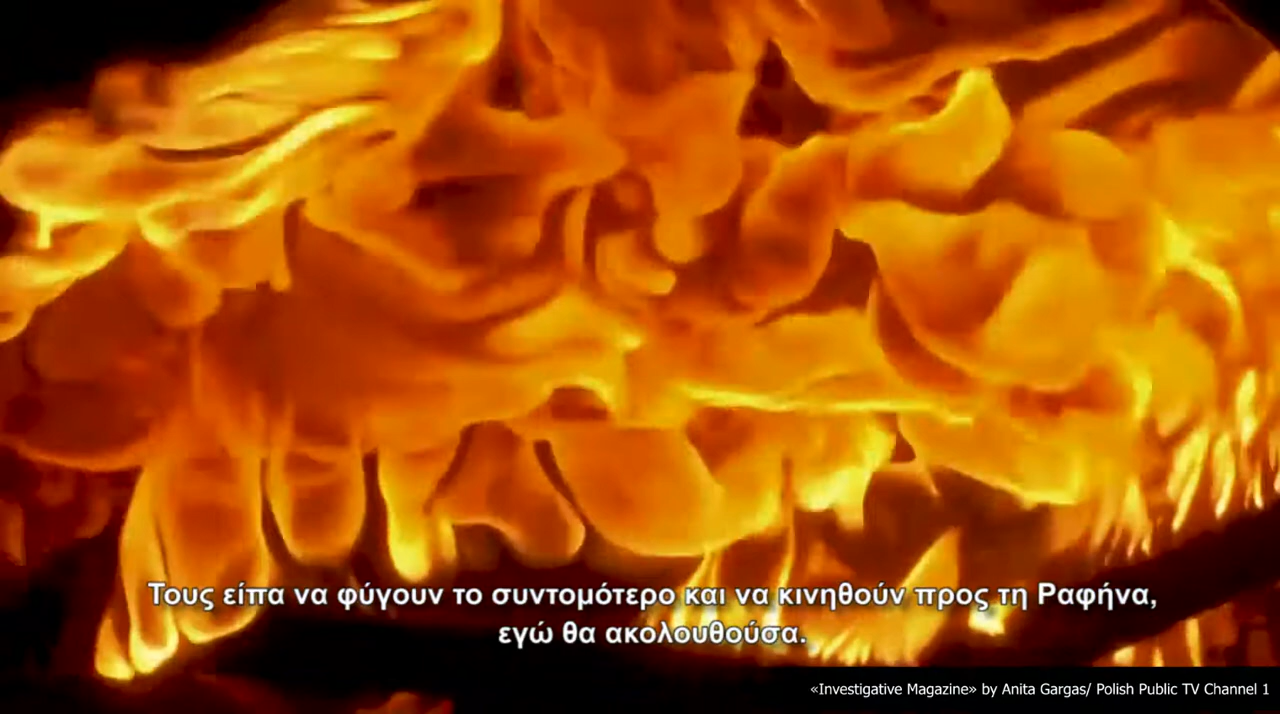 Τους είπα να φύγουν το συντομότερο και να κινηθούν προς τη Ραφήνα,
εγώ θα ακολουθούσα.
«Investigative Magazine» by Anita Gargas/ Polish Public TV Channel 1